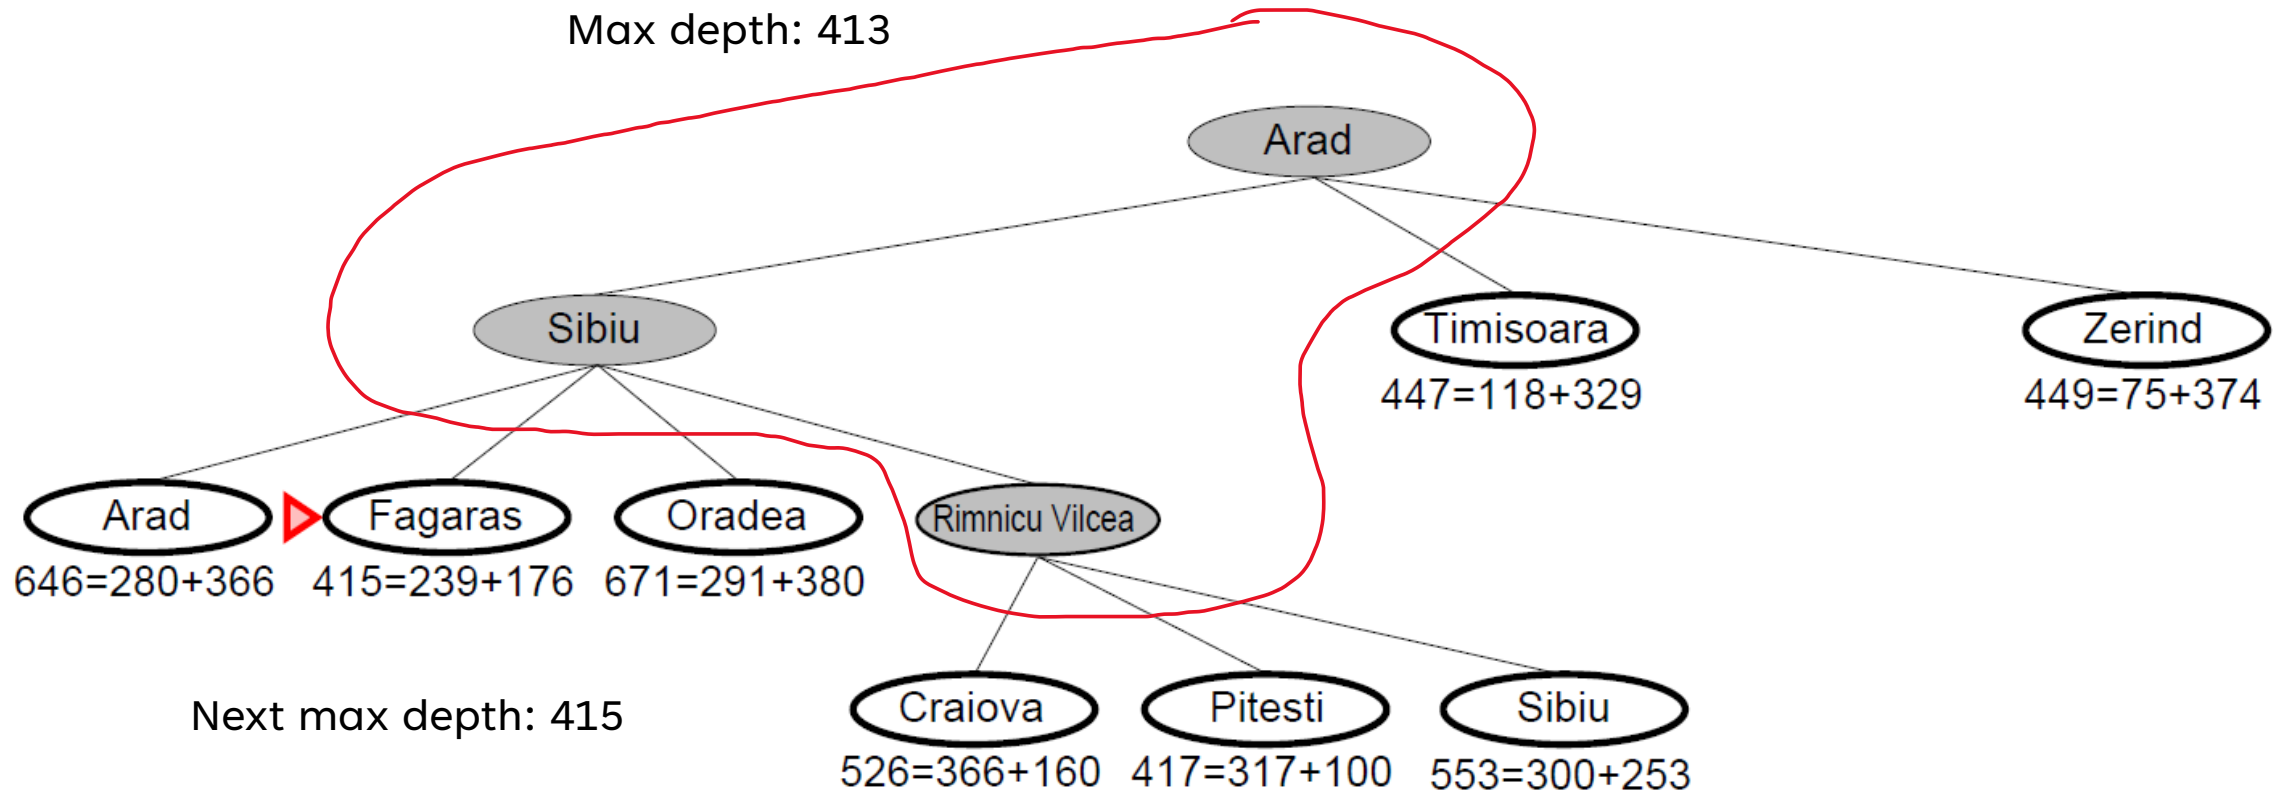 Max depth: 413
Arad
Sibiu
Timisoara
Zerind
447=118+329
449=75+374
Arad
Fagaras
Oradea
Rimnicu Vilcea
646=280+366
415=239+176
671=291+380
Next max depth: 415
Craiova
Pitesti
Sibiu
526=366+160
417=317+100
553=300+253